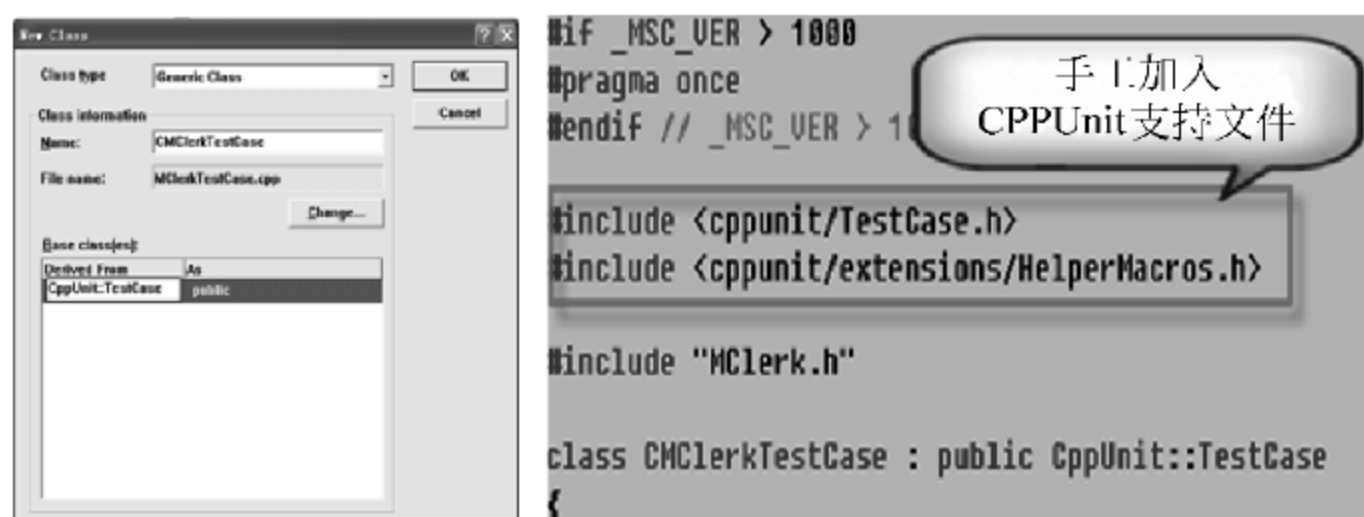 New Class
Class type
Generic Class
OK
Cancel
Class information
Name:
CMClerkTestCase
File name:
MClerkTestCase.cpp
Change...
Base class(es):
Derived From
As
CppUnit::TestCase
public
#if _MSC_VER > 1000
#pragma once
#endif // _MSC_VER > 1
手工加入
CPPUnit支持文件
#include <cppunit/TestCase.h>
#include <cppunit/extensions/HelperMacros.h>
#include "MClerk.h"
class CMClerkTestCase : public CppUnit::TestCase
{